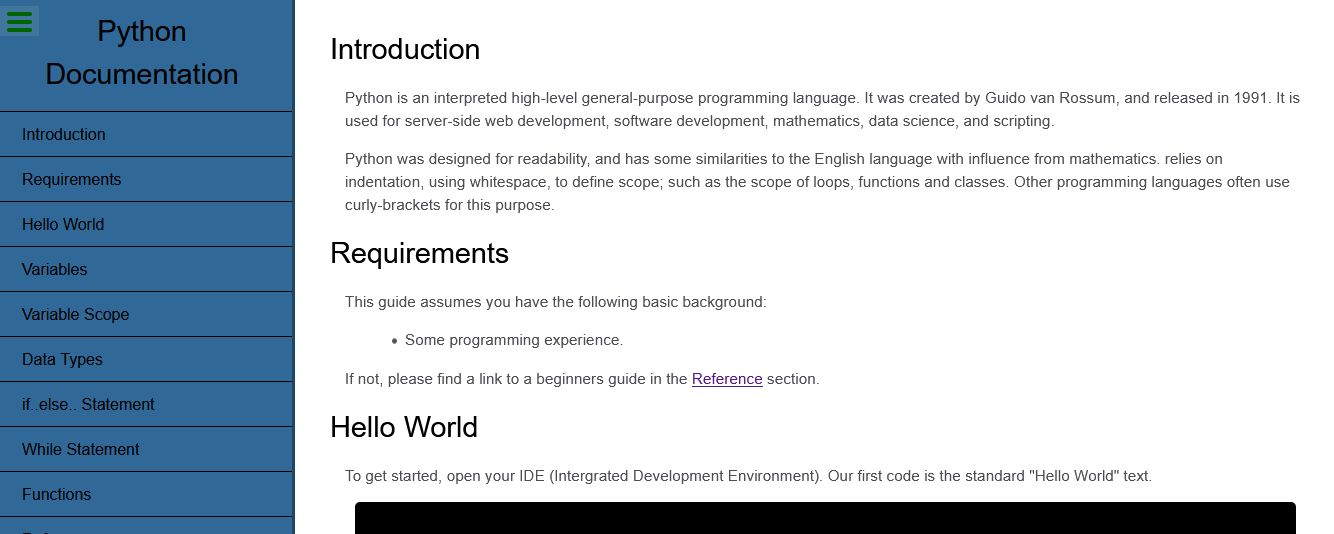 Python
Documentation
Introduction
Requirements
Hello World
Variables
Variable Scope
Data Types
if..else.. Statement
While Statement
Functions
Introduction
Python is an interpreted high-level general-purpose programming language. It was created by Guido van Rossum, and released in 1991. It is
used for server-side web development, software development, mathematics, data science, and scripting.
Python was designed for readability, and has some similarities to the English language with influence from mathematics. relies on
indentation, using whitespace, to define scope; such as the scope of loops, functions and classes. Other programming languages often use
curly-brackets for this purpose.
Requirements
This guide assumes you have the following basic background:
• Some programming experience.
If not, please find a link to a beginners guide in the Reference section.
Hello World
To get started, open your IDE (Intergrated Development Environment). Our first code is the standard "Hello World" text.